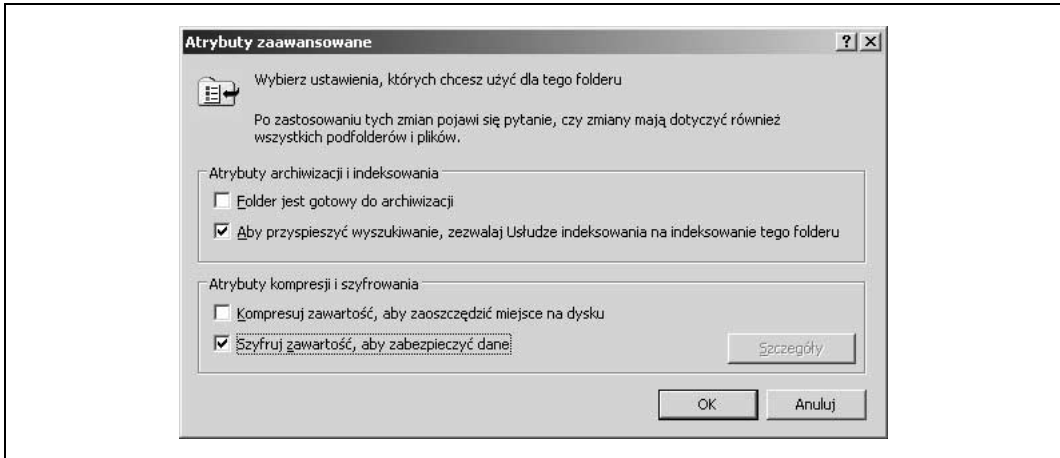 Atrybuty zaawansowane
Wybierz ustawienia, których chcesz użyć dla tego folderu
Po zastosowaniu tych zmian pojawi się pytanie, czy zmiany mają dotyczyć również
wszystkich podfolderów i plików.
Atrybuty archiwizacji i indeksowania
Folder jest gotowy do archiwizacji
Aby przyspieszyć wyszukiwanie, zezwalaj Usłudze indeksowania na indeksowanie tego folderu
Atrybuty kompresji i szyfrowania
Kompresuj zawartość, aby zaoszczędzić miejsce na dysku
Szyfruj zawartość, aby zabezpieczyć dane
Szczegóły
OK Anuluj